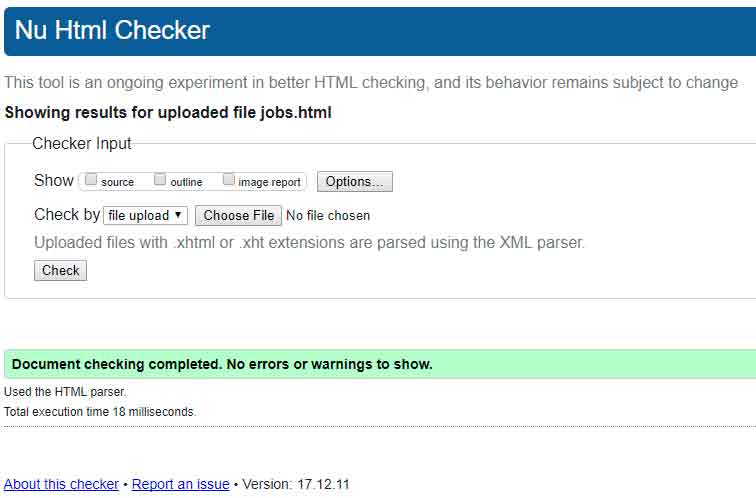 Nu Html Checker
This tool is an ongoing experiment in better HTML checking, and its behavior remains subject to change
Showing results for uploaded file jobs.html
Checker Input
Show source outline image report Options...
Check by file upload ▼ Choose File No file chosen
Uploaded files with .xhtml or .xht extensions are parsed using the XML parser.
Check
Document checking completed. No errors or warnings to show.
Used the HTML parser.
Total execution time 18 milliseconds.
About this checker • Report an issue • Version: 17.12.11